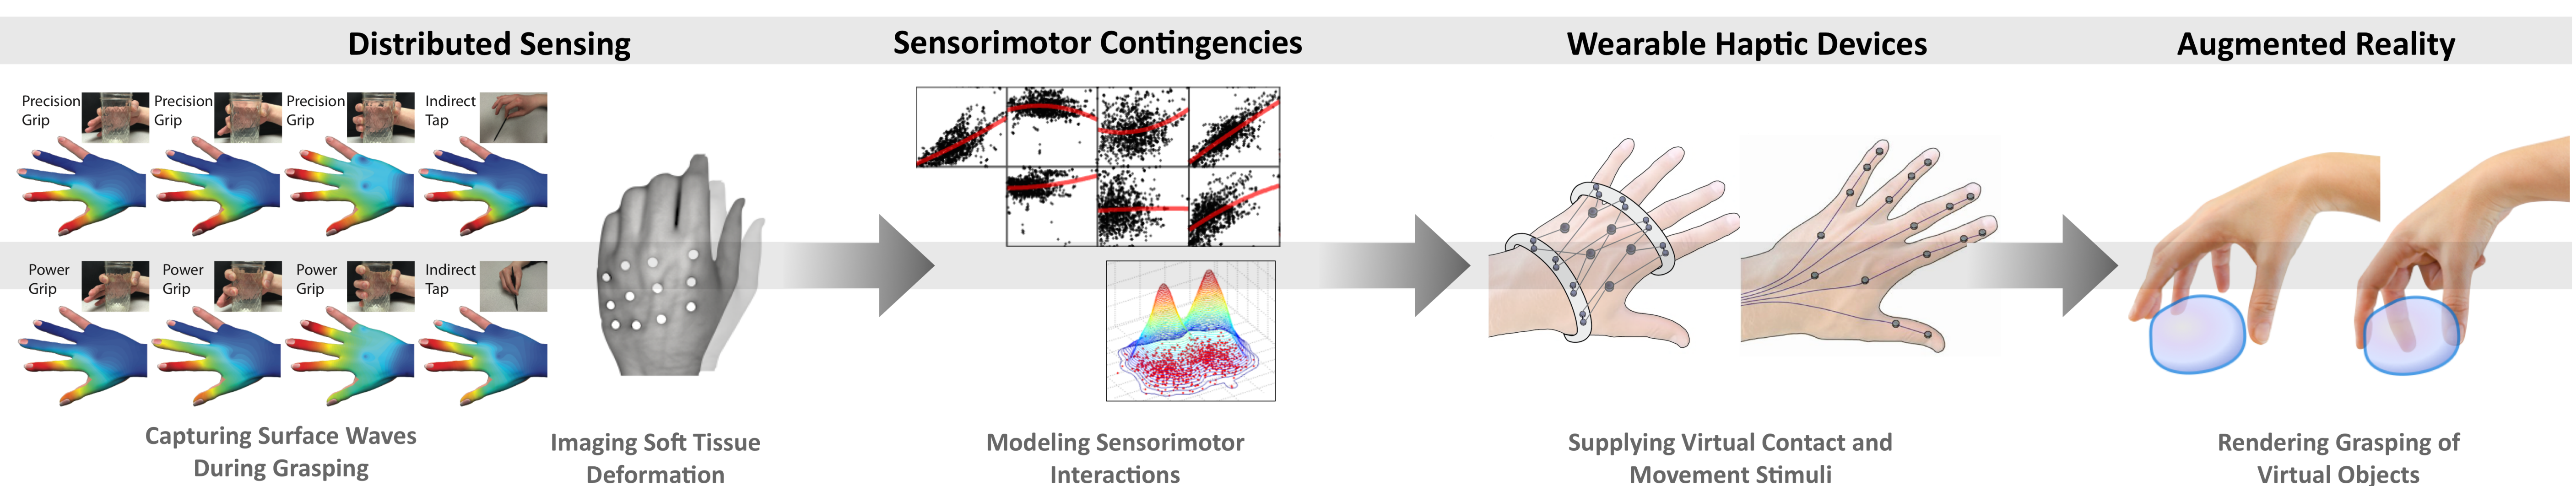 Distributed Sensing
Sensorimotor Contingencies
Wearable Haptic Devices
Augmented Reality
Precision
Grip
Precision
Grip
Precision
Grip
Indirect
Tap
Power
Grip
Power
Grip
Power
Grip
Indirect
Tap
Capturing Surface Waves
During Grasping
Imaging Soft Tissue
Deformation
Modeling Sensorimotor
Interactions
Supplying Virtual Contact and
Movement Stimuli
Rendering Grasping of
Virtual Objects